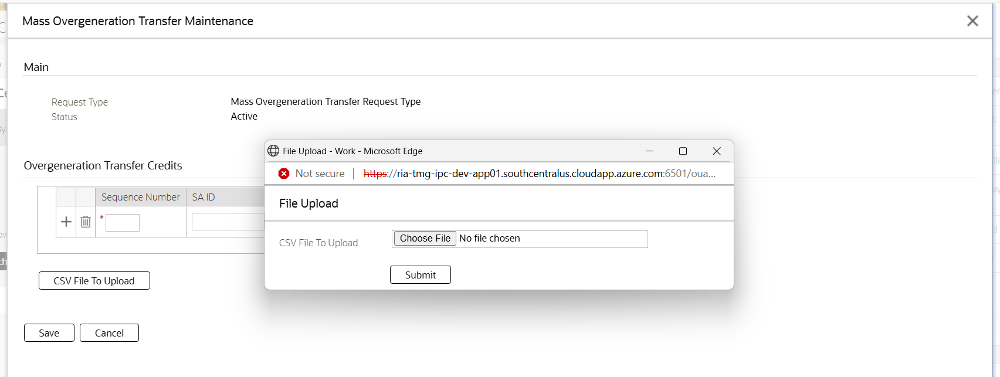 Mass Overgeneration Transfer Maintenance
Main
Request Type Mass Overgeneration Transfer Request Type
Status Active
Overgeneration Transfer Credits
Sequence Number SA ID
*
CSV File To Upload
Save Cancel
File Upload - Work - Microsoft Edge
Not secure https://ria-tmg-ipc-dev-app01.southcentralus.cloudapp.azure.com:6501/oua...
File Upload
CSV File To Upload Choose File No file chosen
Submit